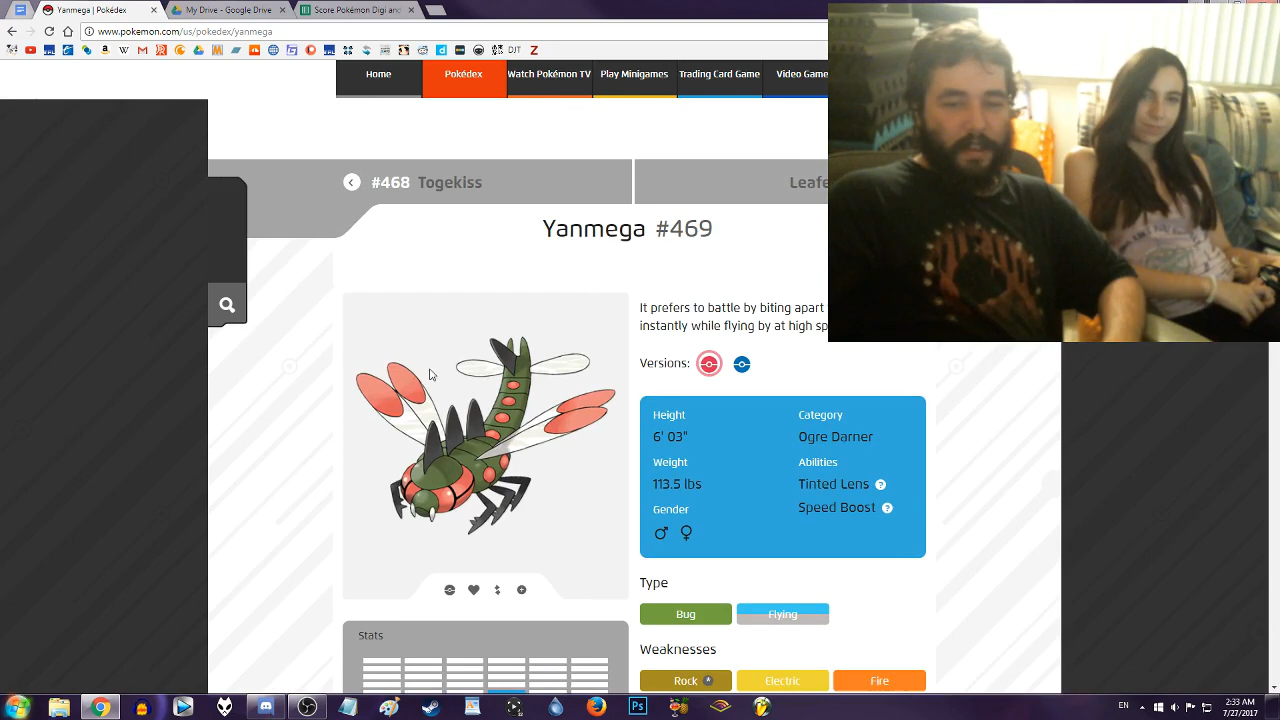 Yanmega | Pokédex
My Drive - Google Drive
Score Pokémon Digi and
www.pokemon.com/us/pokedex/yanmega
DJT
Home
Pokédex
Watch Pokémon TV
Play Minigames
Trading Card Game
Video Game
#468 Togekiss
Leafe
Yanmega #469
It prefers to battle by biting apart
instantly while flying by at high sp
Versions:
Height
6' 03"
Weight
113.5 lbs
Gender
Category
Ogre Darner
Abilities
Tinted Lens
Speed Boost
Type
Bug
Flying
Weaknesses
Rock
Electric
Fire
Stats
Ps
EN
2:33 AM
7/27/2017